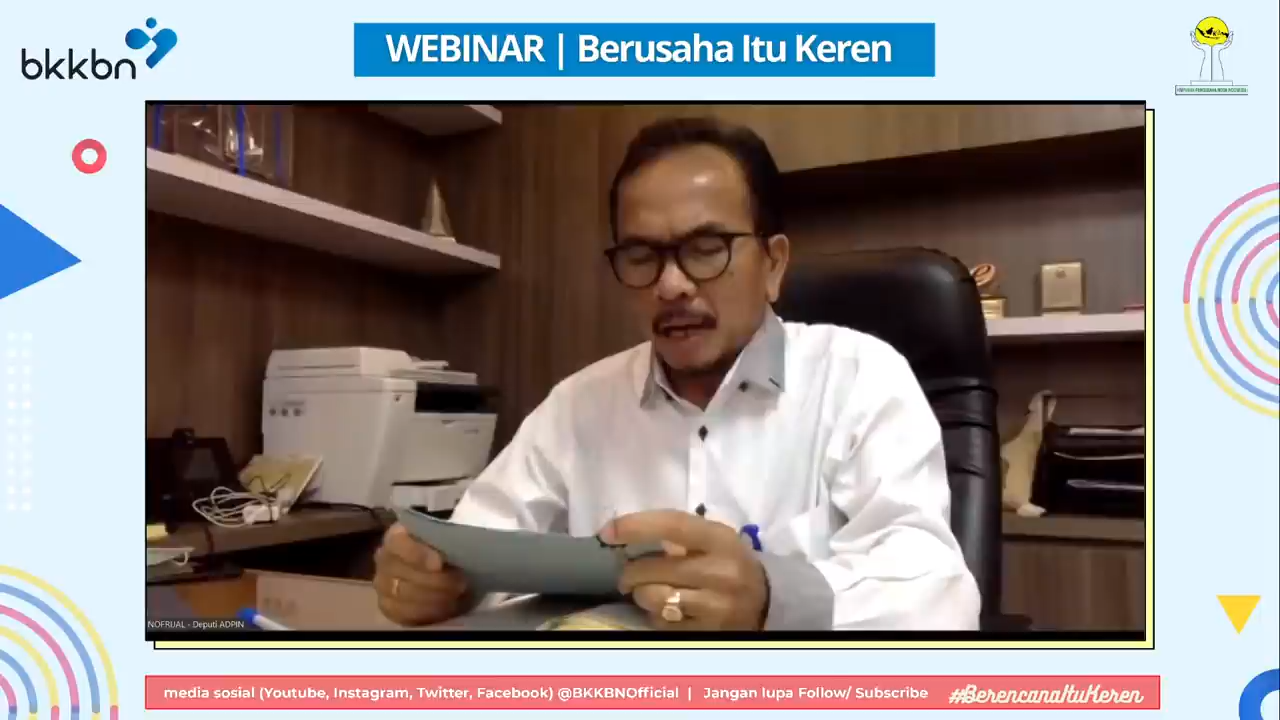 bkkbn
WEBINAR | Berusaha Itu Keren
NOFRIJAL - Deputi ADPIN
media sosial (Youtube, Instagram, Twitter, Facebook) @BKKBNOfficial | Jangan lupa Follow/ Subscribe
#BerencanaItuKeren